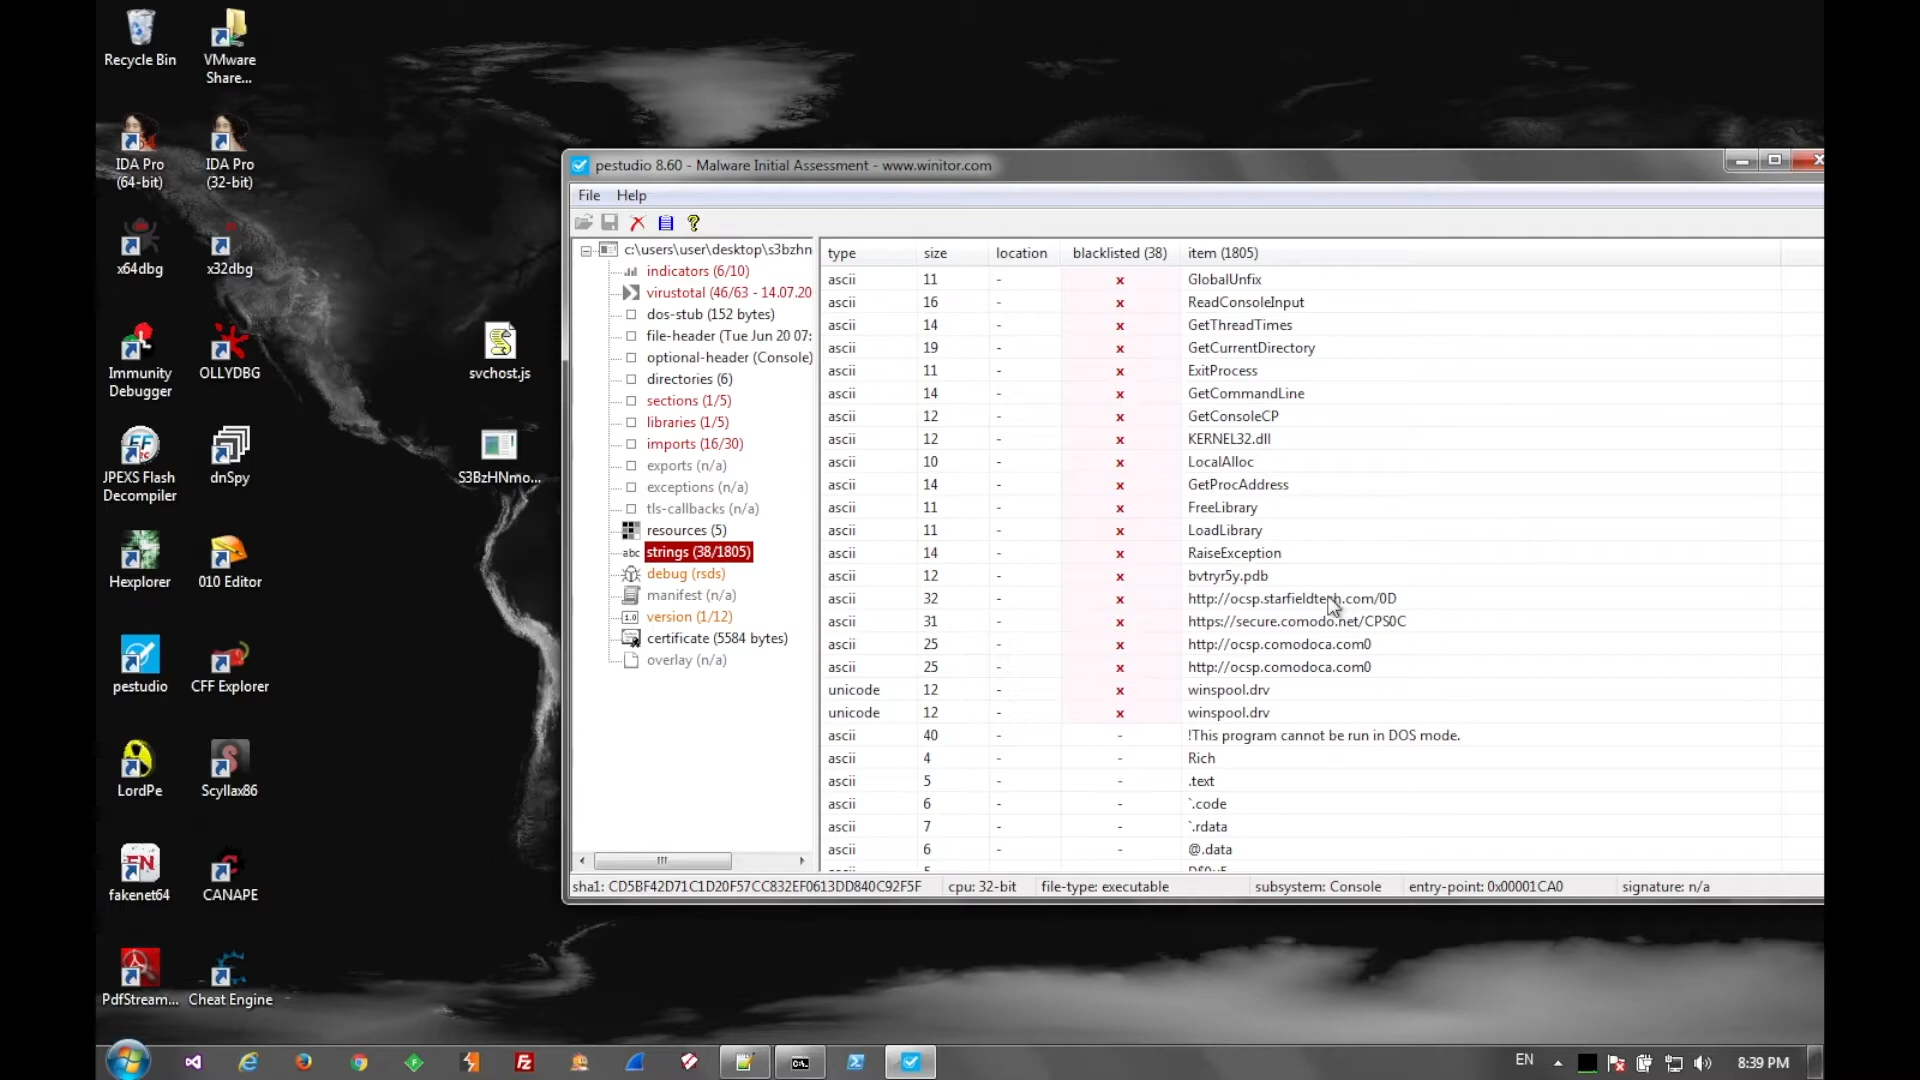 Recycle Bin
VMware
Share...
IDA Pro
(64-bit)
IDA Pro
(32-bit)
x64dbg
x32dbg
Immunity
Debugger
OLLYDBG
JPEXS Flash
Decompiler
dnSpy
Hexplorer
010 Editor
pestudio
CFF Explorer
LordPe
Scyllax86
fakenet64
CANAPE
PdfStream...
Cheat Engine
svchost.js
S3BzHNmo...
pestudio 8.60 - Malware Initial Assessment - www.winitor.com
File Help
c:\users\user\desktop\s3bzhn
indicators (6/10)
virustotal (46/63 - 14.07.20
dos-stub (152 bytes)
file-header (Tue Jun 20 07:
optional-header (Console)
directories (6)
sections (1/5)
libraries (1/5)
imports (16/30)
exports (n/a)
exceptions (n/a)
tls-callbacks (n/a)
resources (5)
abc strings (38/1805)
debug (rsds)
manifest (n/a)
1.0 version (1/12)
certificate (5584 bytes)
overlay (n/a)
type size location blacklisted (38) item (1805)
ascii 11 - x GlobalUnfix
ascii 16 - x ReadConsoleInput
ascii 14 - x GetThreadTimes
ascii 19 - x GetCurrentDirectory
ascii 11 - x ExitProcess
ascii 14 - x GetCommandLine
ascii 12 - x GetConsoleCP
ascii 12 - x KERNEL32.dll
ascii 10 - x LocalAlloc
ascii 14 - x GetProcAddress
ascii 11 - x FreeLibrary
ascii 11 - x LoadLibrary
ascii 14 - x RaiseException
ascii 12 - x bvtryr5y.pdb
ascii 32 - x http://ocsp.starfieldtech.com/0D
ascii 31 - x https://secure.comodo.net/CPS0C
ascii 25 - x http://ocsp.comodoca.com0
ascii 25 - x http://ocsp.comodoca.com0
unicode 12 - x winspool.drv
unicode 12 - x winspool.drv
ascii 40 - - !This program cannot be run in DOS mode.
ascii 4 - - Rich
ascii 5 - - .text
ascii 6 - - `.code
ascii 7 - - `.rdata
ascii 6 - - @.data
sha1: CD5BF42D71C1D20F57CC832EF0613DD840C92F5F cpu: 32-bit file-type: executable subsystem: Console entry-point: 0x00001CA0 signature: n/a
EN 8:39 PM